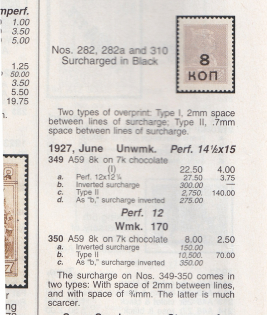 mperf.
1.00
3.50
5.00
1.25
50.00
3.50
5.50
19.75
n.
r
ng
Nos. 282, 282a and 310
Surcharged in Black
8
КОП
Two types of overprint: Type I, 2mm space
between lines of surcharge; Type II, .7mm
space between lines of surcharge.
1927, June Unwmk. Perf. 14½x15
349 A59 8k on 7k chocolate
(I) 22.50 4.00
a. Perf. 12x12¼ 27.50 3.75
b. Inverted surcharge 300.00 —
c. Type II 2,750. 140.00
d. As "b," surcharge inverted 275.00
Perf. 12
Wmk. 170
350 A59 8k on 7k chocolate 8.00 2.50
a. Inverted surcharge 150.00
b. Type II 10,500. 70.00
c. As "b," surcharge inverted 350.00
The surcharge on Nos. 349-350 comes in
two types: With space of 2mm between lines,
and with space of ¾mm. The latter is much
scarcer.